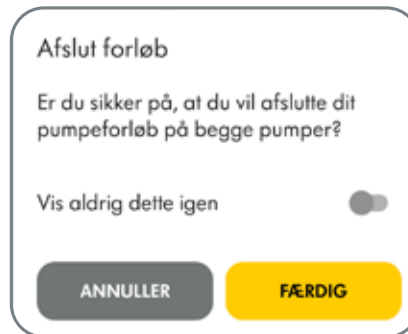 Afslut forløb
Er du sikker på, at du vil afslutte dit
pumpeforløb på begge pumper?
Vis aldrig dette igen
ANNULLER
FÆRDIG